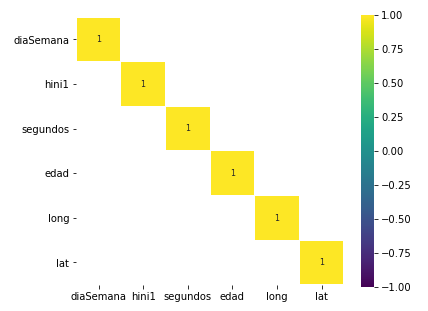 diaSemana
hini1
segundos
edad
long
lat
1
1
1
1
1
1
diaSemana hini1 segundos edad long lat
1.00
0.75
0.50
0.25
0.00
−0.25
−0.50
−0.75
−1.00